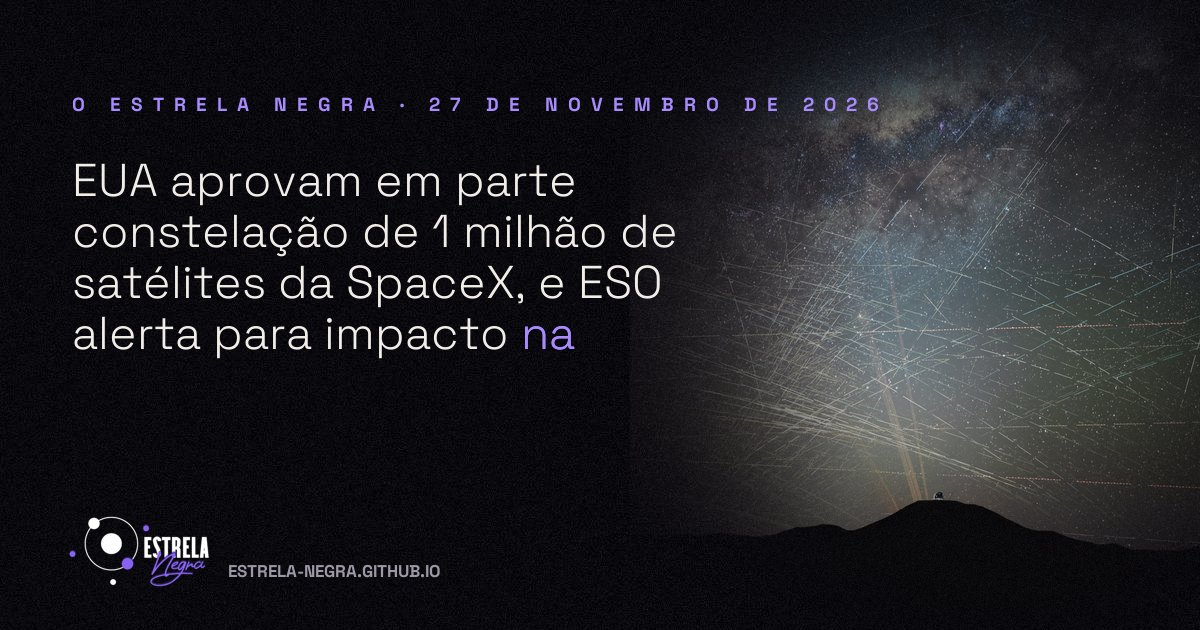 O ESTRELA NEGRA · 27 DE NOVEMBRO DE 2026
EUA aprovam em parte
constelação de 1 milhão de
satélites da SpaceX, e ESO
alerta para impacto na
ESTRELA
Negra
ESTRELA-NEGRA.GITHUB.IO